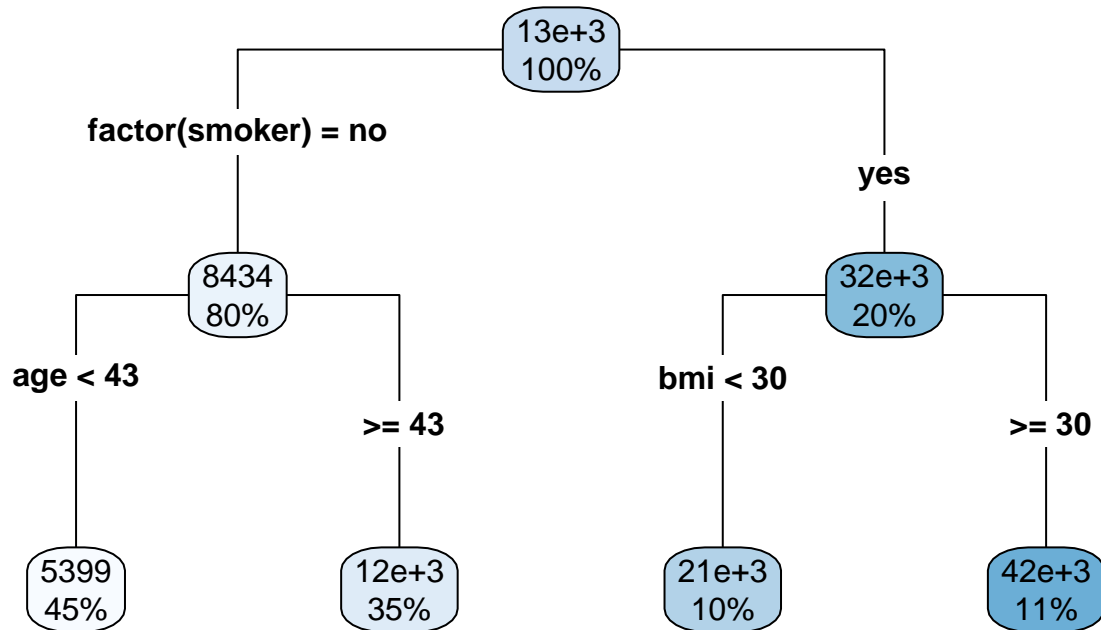 13e+3
100%
factor(smoker) = no
yes
8434
80%
32e+3
20%
age < 43
bmi < 30
>= 43
>= 30
5399
45%
12e+3
35%
21e+3
10%
42e+3
11%